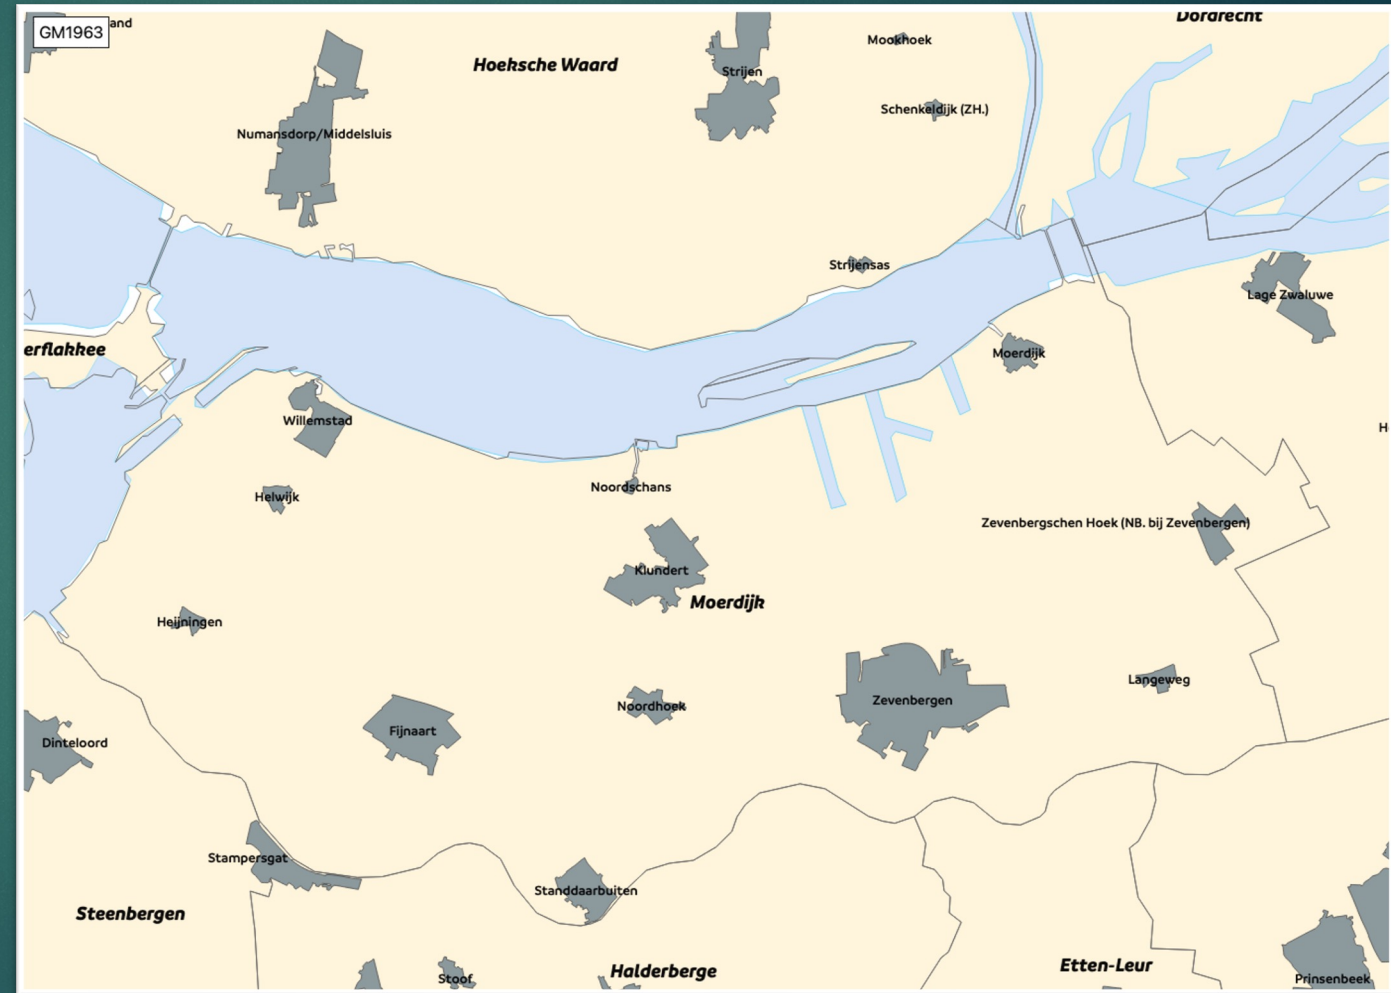 GM1963
and
Dordrecht
Mookhoek
Hoeksche Waard
Strijen
Schenkeldijk (ZH.)
Numansdorp/Middelsluis
Strijensas
Lage Zwaluwe
erflakkee
Moerdijk
Willemstad
H
Noordschans
Helwijk
Zevenbergschen Hoek (NB. bij Zevenbergen)
Klundert
Moerdijk
Heijningen
Langeweg
Zevenbergen
Noordhoek
Fijnaart
Dinteloord
Stampersgat
Standdaarbuiten
Steenbergen
Etten-Leur
Halderberge
Stoof
Prinsenbeek